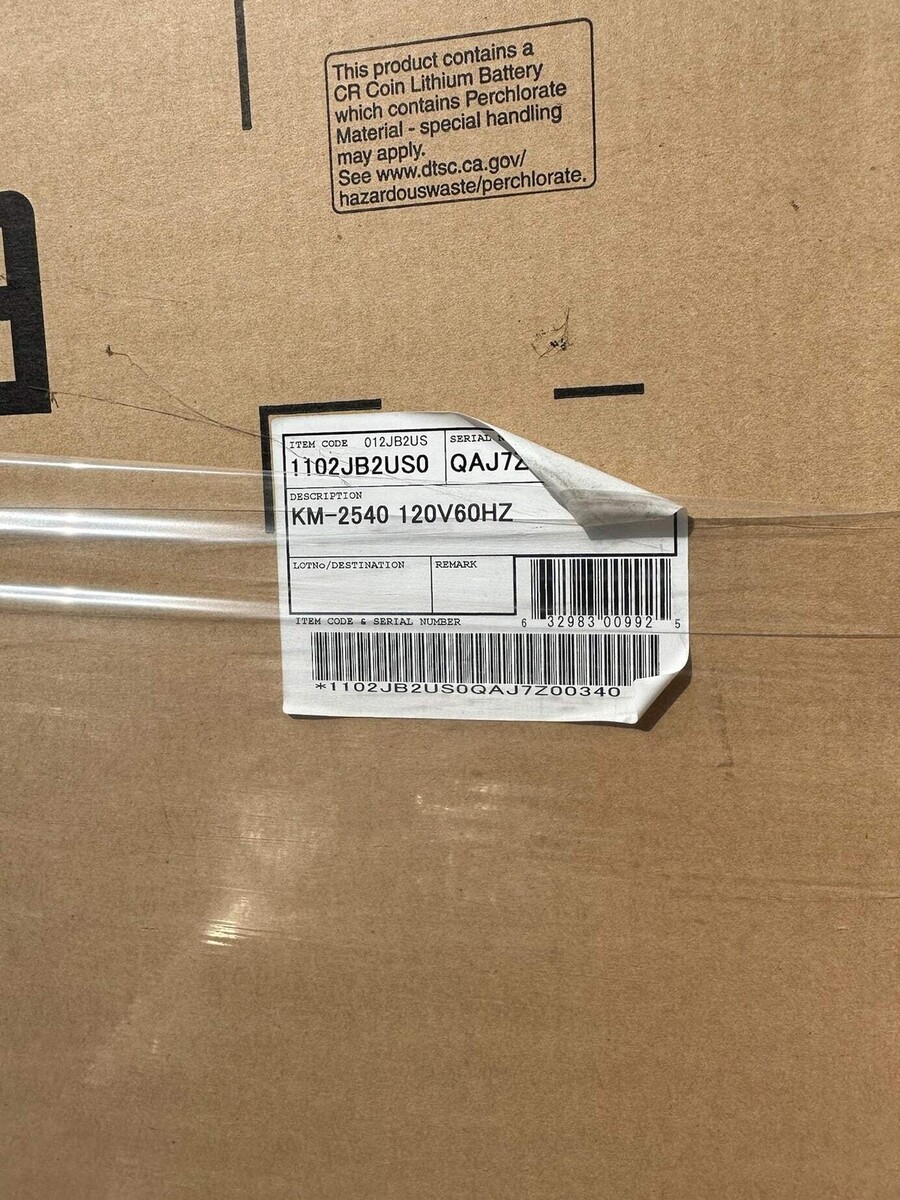 This product contains a
CR Coin Lithium Battery
which contains Perchlorate
Material - special handling
may apply.
See www.dtsc.ca.gov/
hazardouswaste/perchlorate.
ITEM CODE 012JB2US
1102JB2US0
SERIAL
QAJ7Z
DESCRIPTION
KM-2540 120V60HZ
LOTNo/DESTINATION
REMARK
ITEM CODE & SERIAL NUMBER
6 32983 00992 5
*1102JB2US0QAJ7Z00340